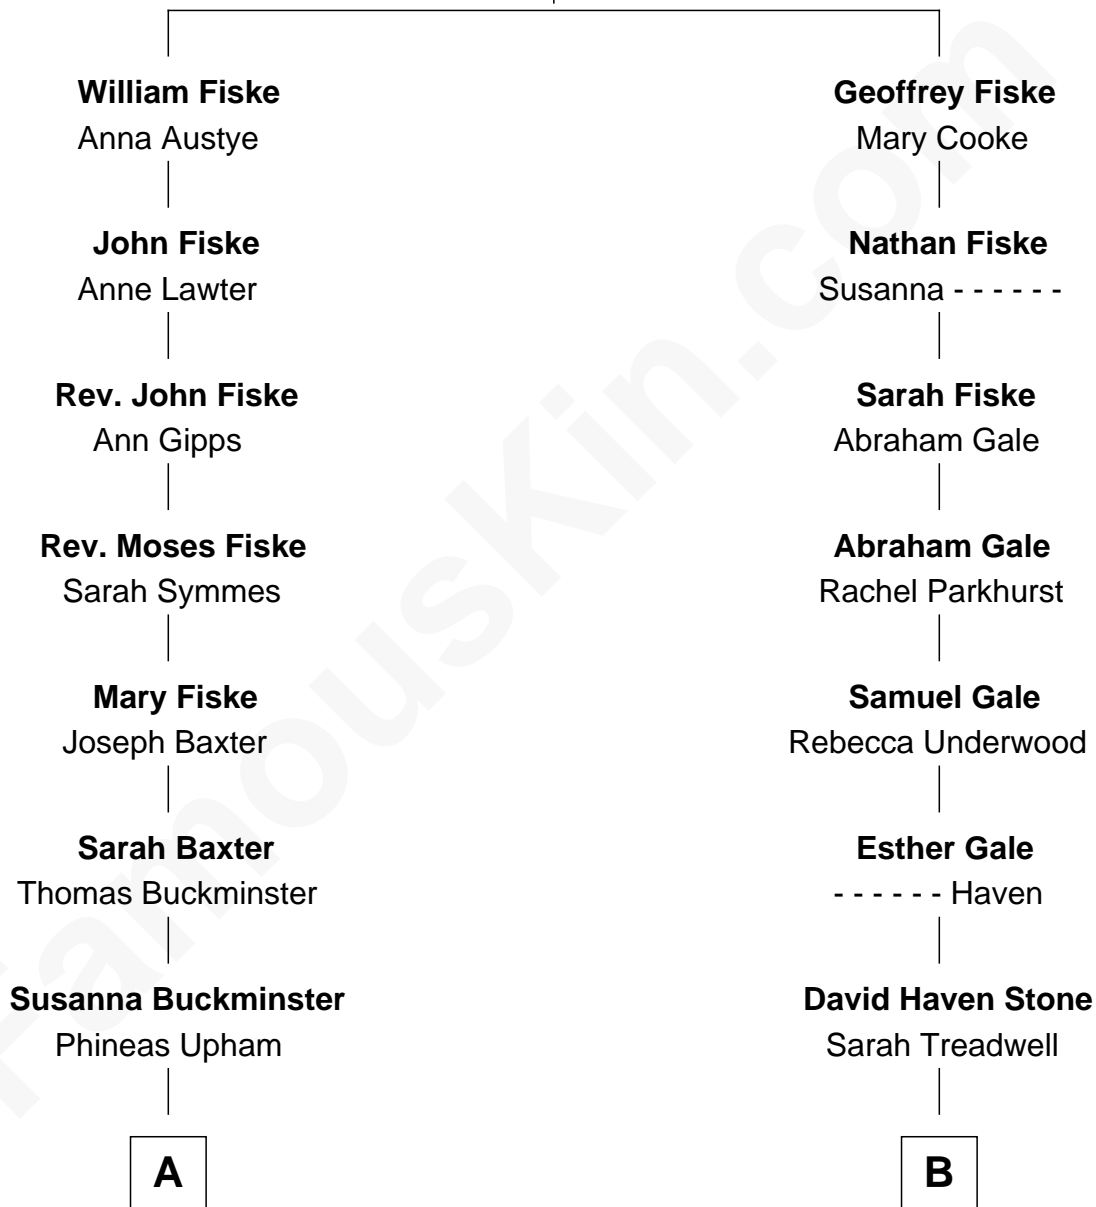 William Fiske
Anna Austye
John Fiske
Anne Lawter
Rev. John Fiske
Ann Gipps
Rev. Moses Fiske
Sarah Symmes
Mary Fiske
Joseph Baxter
Sarah Baxter
Thomas Buckminster
Susanna Buckminster
Phineas Upham
A
Geoffrey Fiske
Mary Cooke
Nathan Fiske
Susanna - - - - - -
Sarah Fiske
Abraham Gale
Abraham Gale
Rachel Parkhurst
Samuel Gale
Rebecca Underwood
Esther Gale
- - - - - - Haven
David Haven Stone
Sarah Treadwell
B
FamousKin.com